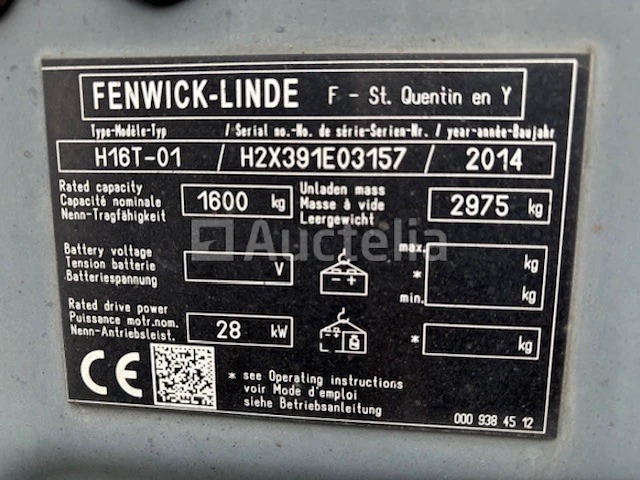 FENWICK-LINDE F - St. Quentin en Y
Type-Modèle-Typ / Serial no.-No. de série-Serien-Nr. / year-année-Baujahr
H16T-01 / H2X391E03157 / 2014
Rated capacity
Capacité nominale
Nenn-Tragfähigkeit
1600 kg
Unladen mass
Masse à vide
Leergewicht
2975 kg
Battery voltage
Tension batterie
Batteriespannung
V
- +
max.
*
min.
kg
kg
Rated drive power
Puissance motr.nom.
Nenn-Antriebsleist.
28 kW
* kg
CE
* see Operating instructions
voir Mode d'emploi
siehe Betriebsanleitung
000 938 45 12
Auctelia